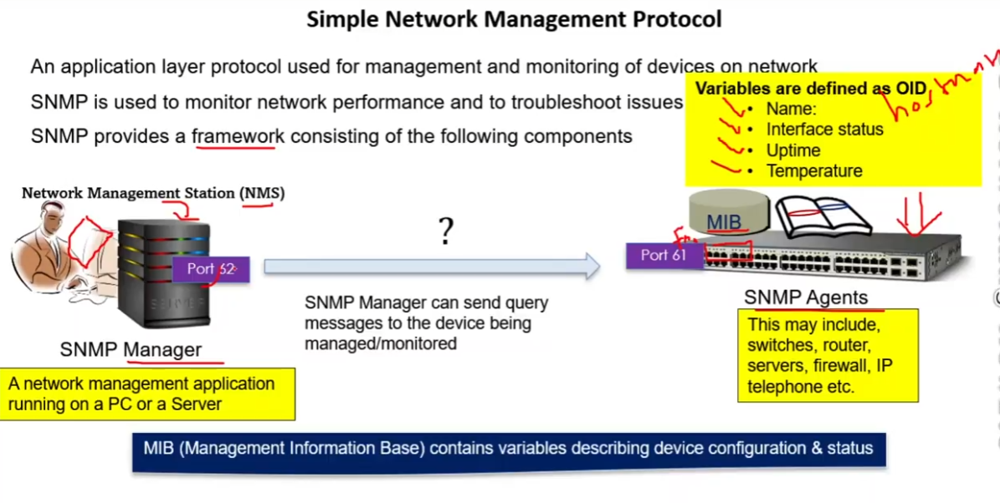 Simple Network Management Protocol
An application layer protocol used for management and monitoring of devices on network
SNMP is used to monitor network performance and to troubleshoot issues
SNMP provides a framework consisting of the following components
Variables are defined as OID
• Name:
• Interface status
• Uptime
• Temperature
Network Management Station (NMS)
Port 62
SNMP Manager
A network management application
running on a PC or a Server
?
SNMP Manager can send query
messages to the device being
managed/monitored
MIB
Port 61
SNMP Agents
This may include,
switches, router,
servers, firewall, IP
telephone etc.
MIB (Management Information Base) contains variables describing device configuration & status